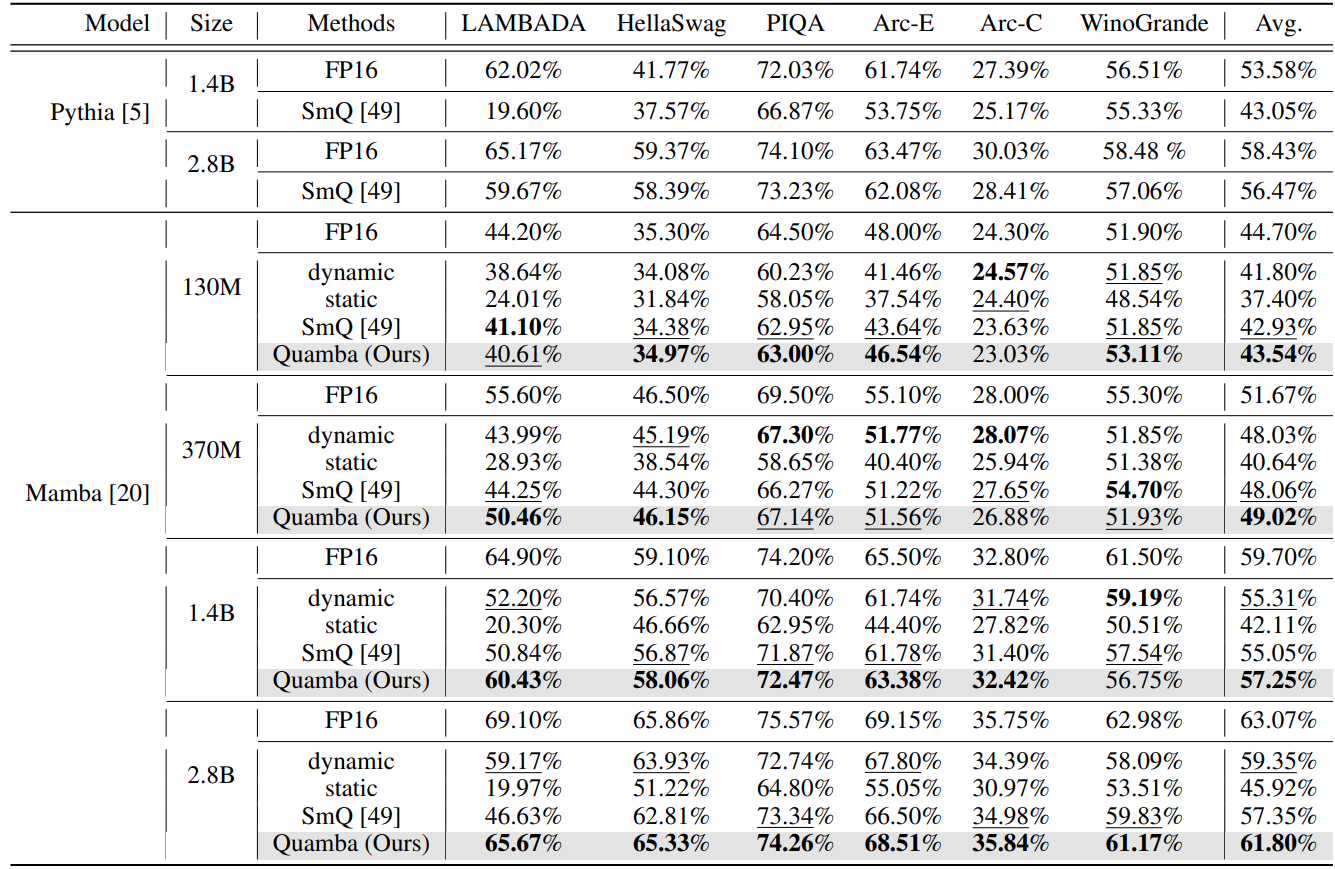 Model Size Methods LAMBADA HellaSwag PIQA Arc-E Arc-C WinoGrande Avg.
FP16 62.02% 41.77% 72.03% 61.74% 27.39% 56.51% 53.58%
1.4B
Pythia [5] SmQ [49] 19.60% 37.57% 66.87% 53.75% 25.17% 55.33% 43.05%
FP16 65.17% 59.37% 74.10% 63.47% 30.03% 58.48 % 58.43%
2.8B
SmQ [49] 59.67% 58.39% 73.23% 62.08% 28.41% 57.06% 56.47%
FP16 44.20% 35.30% 64.50% 48.00% 24.30% 51.90% 44.70%
dynamic 38.64% 34.08% 60.23% 41.46% 24.57% 51.85% 41.80%
130M
static 24.01% 31.84% 58.05% 37.54% 24.40% 48.54% 37.40%
SmQ [49] 41.10% 34.38% 62.95% 43.64% 23.63% 51.85% 42.93%
Quamba (Ours) 40.61% 34.97% 63.00% 46.54% 23.03% 53.11% 43.54%
FP16 55.60% 46.50% 69.50% 55.10% 28.00% 55.30% 51.67%
dynamic 43.99% 45.19% 67.30% 51.77% 28.07% 51.85% 48.03%
370M
static 28.93% 38.54% 58.65% 40.40% 25.94% 51.38% 40.64%
Mamba [20] SmQ [49] 44.25% 44.30% 66.27% 51.22% 27.65% 54.70% 48.06%
Quamba (Ours) 50.46% 46.15% 67.14% 51.56% 26.88% 51.93% 49.02%
FP16 64.90% 59.10% 74.20% 65.50% 32.80% 61.50% 59.70%
dynamic 52.20% 56.57% 70.40% 61.74% 31.74% 59.19% 55.31%
1.4B
static 20.30% 46.66% 62.95% 44.40% 27.82% 50.51% 42.11%
SmQ [49] 50.84% 56.87% 71.87% 61.78% 31.40% 57.54% 55.05%
Quamba (Ours) 60.43% 58.06% 72.47% 63.38% 32.42% 56.75% 57.25%
FP16 69.10% 65.86% 75.57% 69.15% 35.75% 62.98% 63.07%
dynamic 59.17% 63.93% 72.74% 67.80% 34.39% 58.09% 59.35%
2.8B
static 19.97% 51.22% 64.80% 55.05% 30.97% 53.51% 45.92%
SmQ [49] 46.63% 62.81% 73.34% 66.50% 34.98% 59.83% 57.35%
Quamba (Ours) 65.67% 65.33% 74.26% 68.51% 35.84% 61.17% 61.80%